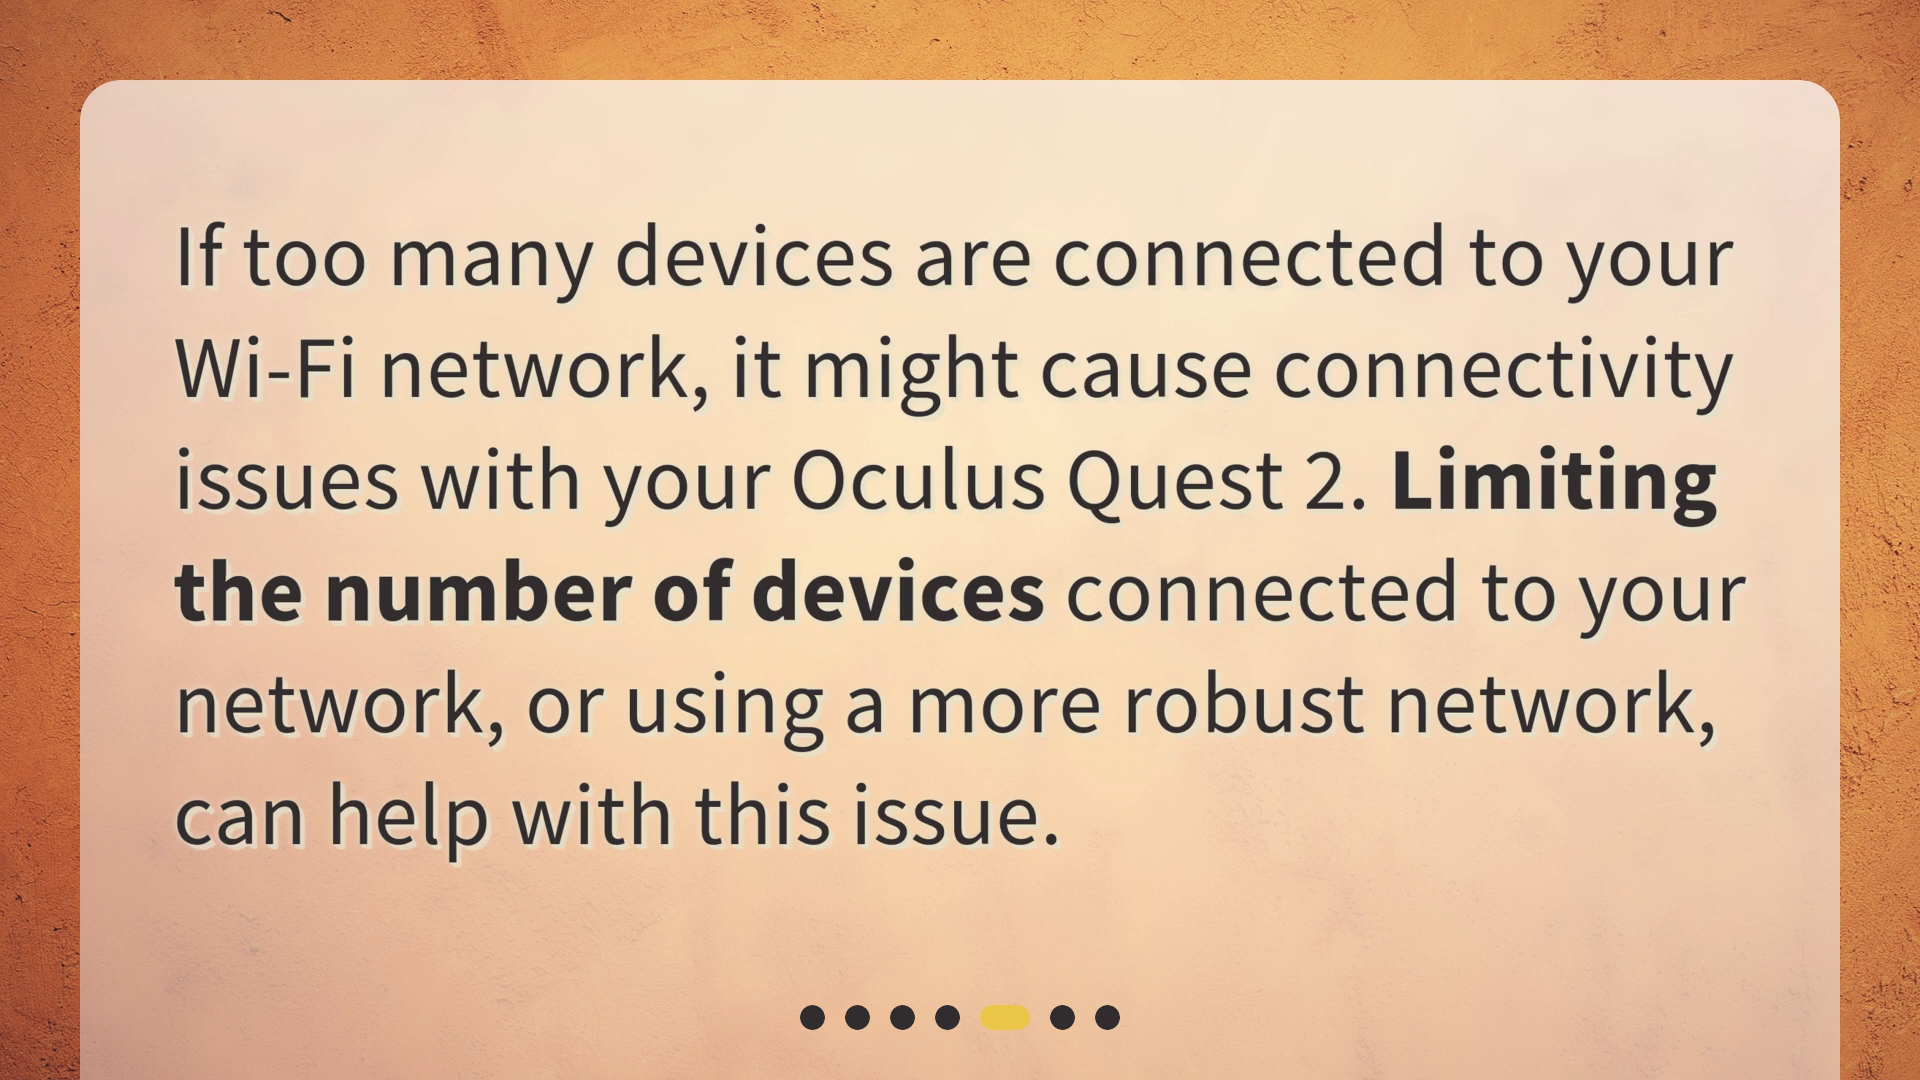 If too many devices are connected to your
Wi-Fi network, it might cause connectivity
issues with your Oculus Quest 2. Limiting
the number of devices connected to your
network, or using a more robust network,
can help with this issue.